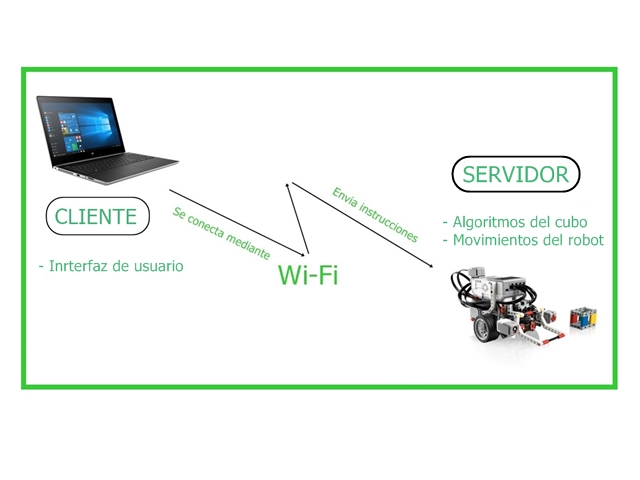 CLIENTE
- Inrterfaz de usuario
Se conecta mediante
Wi-Fi
Envia instrucciones
SERVIDOR
- Algoritmos del cubo
- Movimientos del robot